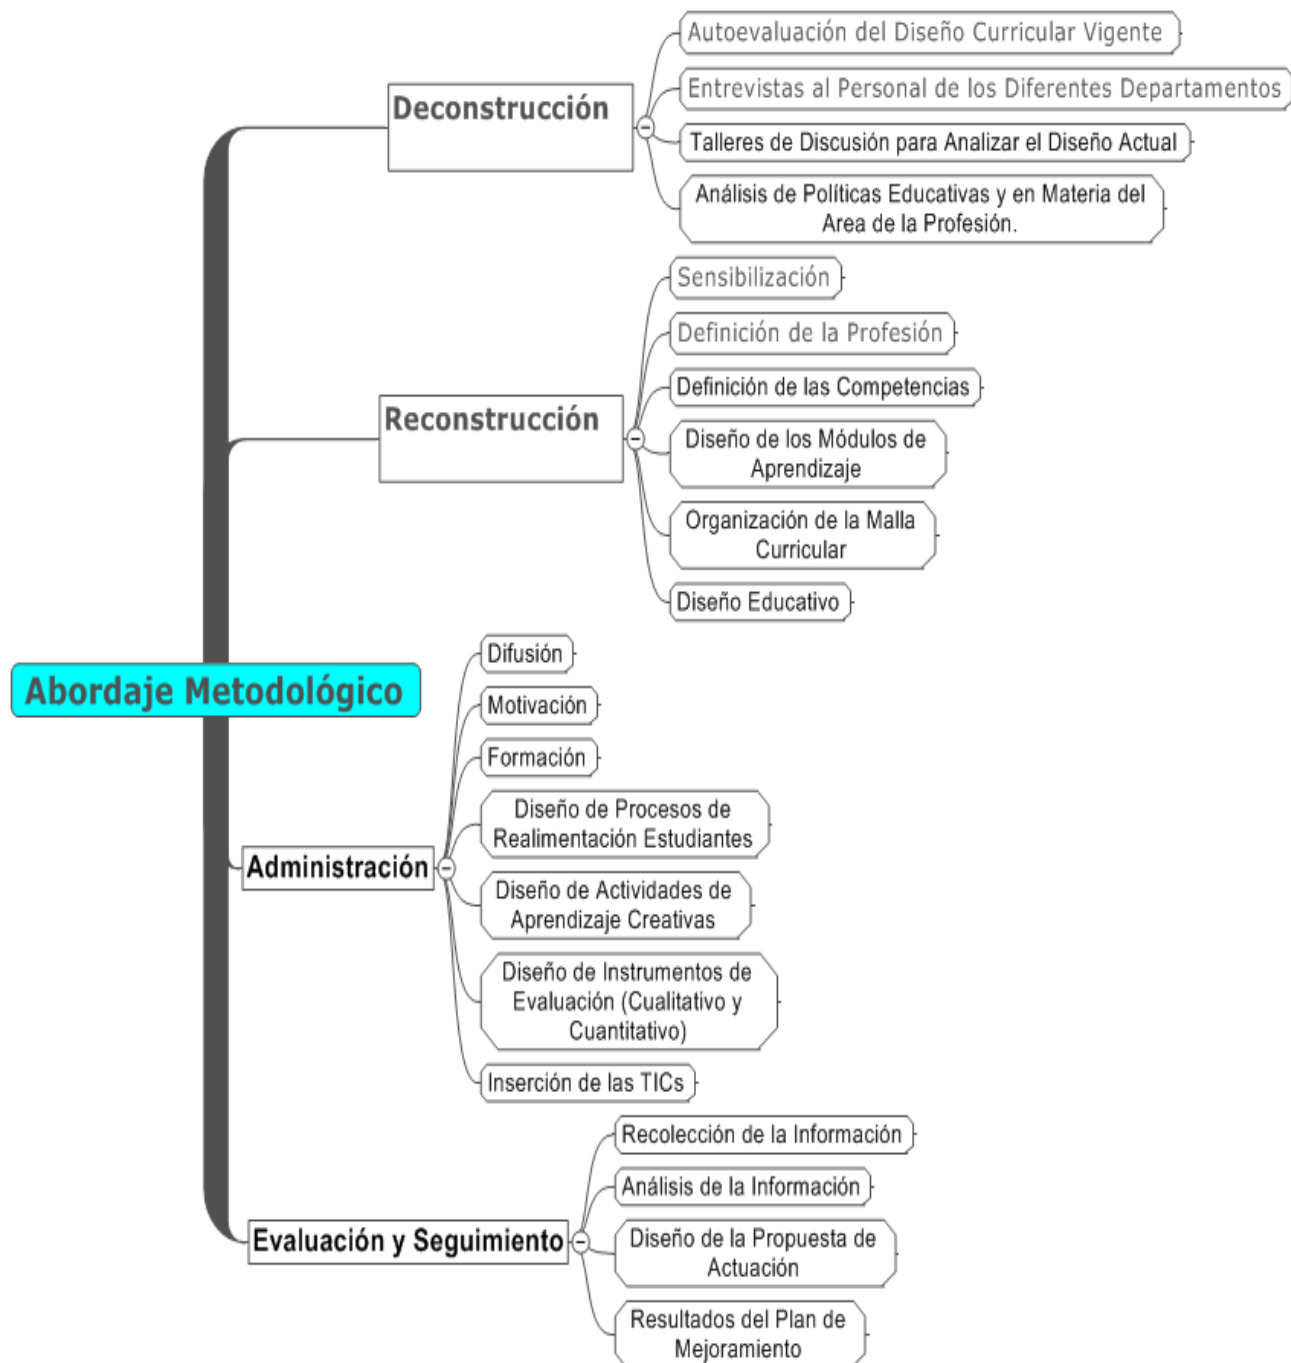 Autoevaluación del Diseño Curricular Vigente
Deconstrucción
Entrevistas al Personal de los Diferentes Departamentos
Talleres de Discusión para Analizar el Diseño Actual
Análisis de Políticas Educativas y en Materia del
Area de la Profesión.
Sensibilización
Definición de la Profesión
Definición de las Competencias
Reconstrucción
Diseño de los Módulos de
Aprendizaje
Organización de la Malla
Curricular
Diseño Educativo
Difusión
Abordaje Metodológico
Motivación
Formación
Diseño de Procesos de
Realimentación Estudiantes
Administración
Diseño de Actividades de
Aprendizaje Creativas
Diseño de Instrumentos de
Evaluación (Cualitativo y
Cuantitativo)
Inserción de las TICs
Recolección de la Información
Análisis de la Información
Evaluación y Seguimiento
Diseño de la Propuesta de
Actuación
Resultados del Plan de
Mejoramiento